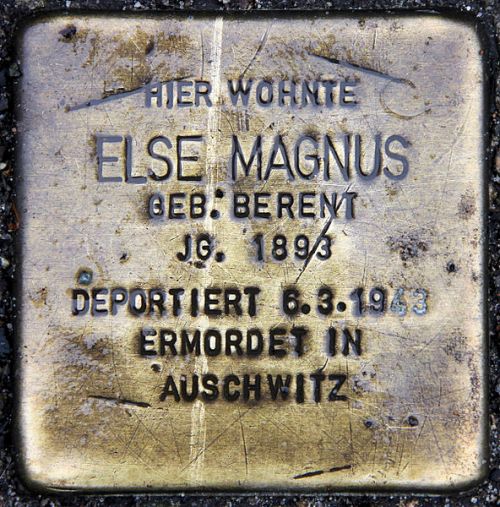 HIER WOHNTE
ELSE MAGNUS
GEB. BERENT
JG. 1893
DEPORTIERT 6.3.1943
ERMORDET IN
AUSCHWITZ